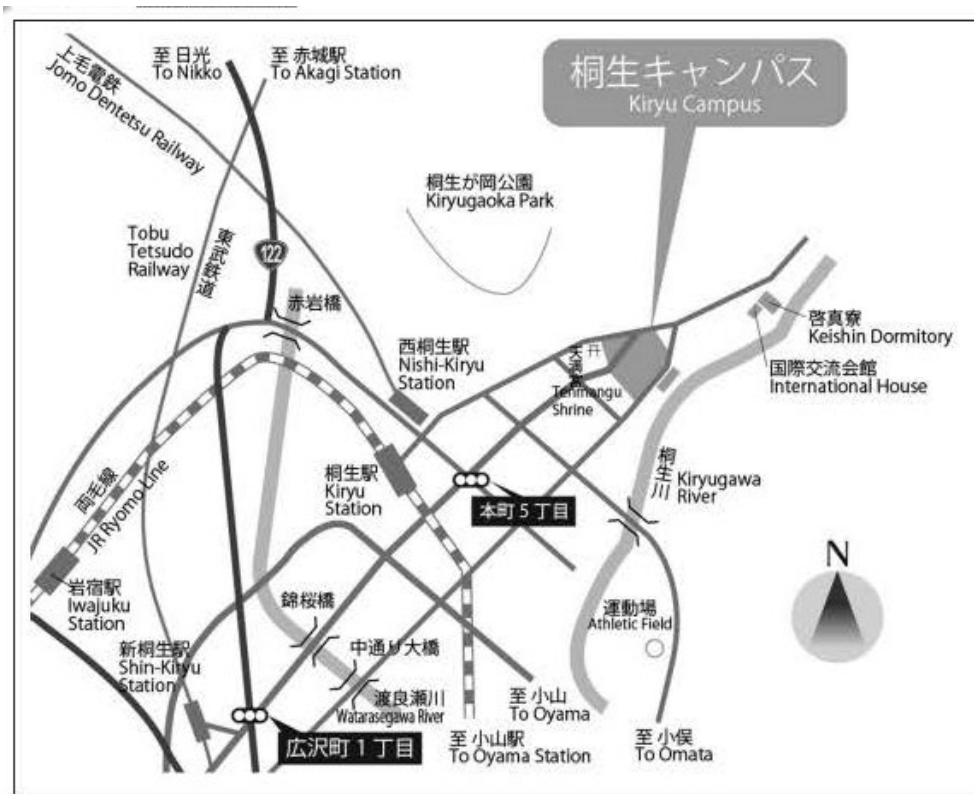 桐生キャンパス
Kiryu Campus
上毛電鉄
Jomo Dentetsu Railway
至 日光
To Nikko
至 赤城駅
To Akagi Station
桐生が岡公園
Kiryugaoka Park
Tobu
Tetsudo
Railway
東武鉄道
122
赤岩橋
西桐生駅
Nishi-Kiryu
Station
天満宮
Tenmangu
Shrine
啓真寮
Keishin Dormitory
国際交流会館
International House
両毛線
JR Ryomo Line
桐生駅
Kiryu
Station
本町5丁目
桐生川
Kiryugawa
River
N
岩宿駅
Iwajuku
Station
錦桜橋
運動場
Athletic Field
新桐生駅
Shin-Kiryu
Station
中通り大橋
渡良瀬川
Watarasegawa River
至 小山
To Oyama
広沢町1丁目
至 小山駅
To Oyama Station
至 小俣
To Omata